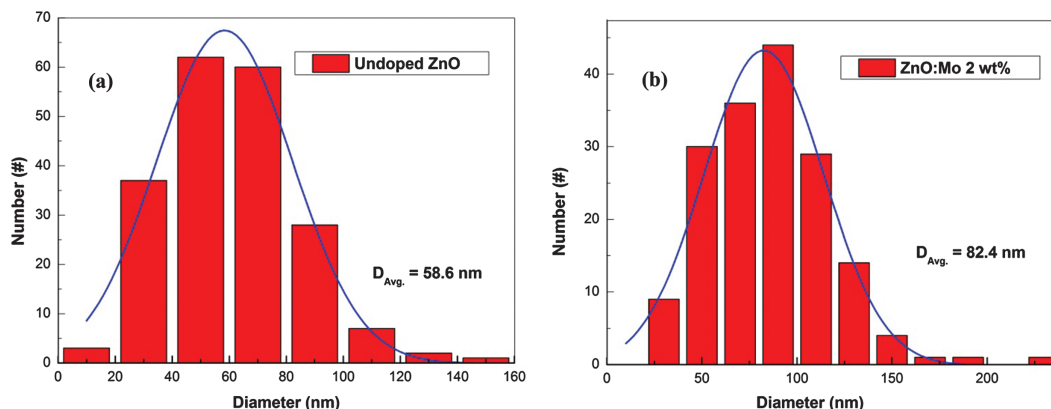 70
60
50
40
30
20
10
0
Number (#)
(a)
Undoped ZnO
D Avg. = 58.6 nm
0 20 40 60 80 100 120 140 160
Diameter (nm)
40
30
20
10
0
Number (#)
(b)
ZnO:Mo 2 wt%
D Avg. = 82.4 nm
50 100 150 200
Diameter (nm)